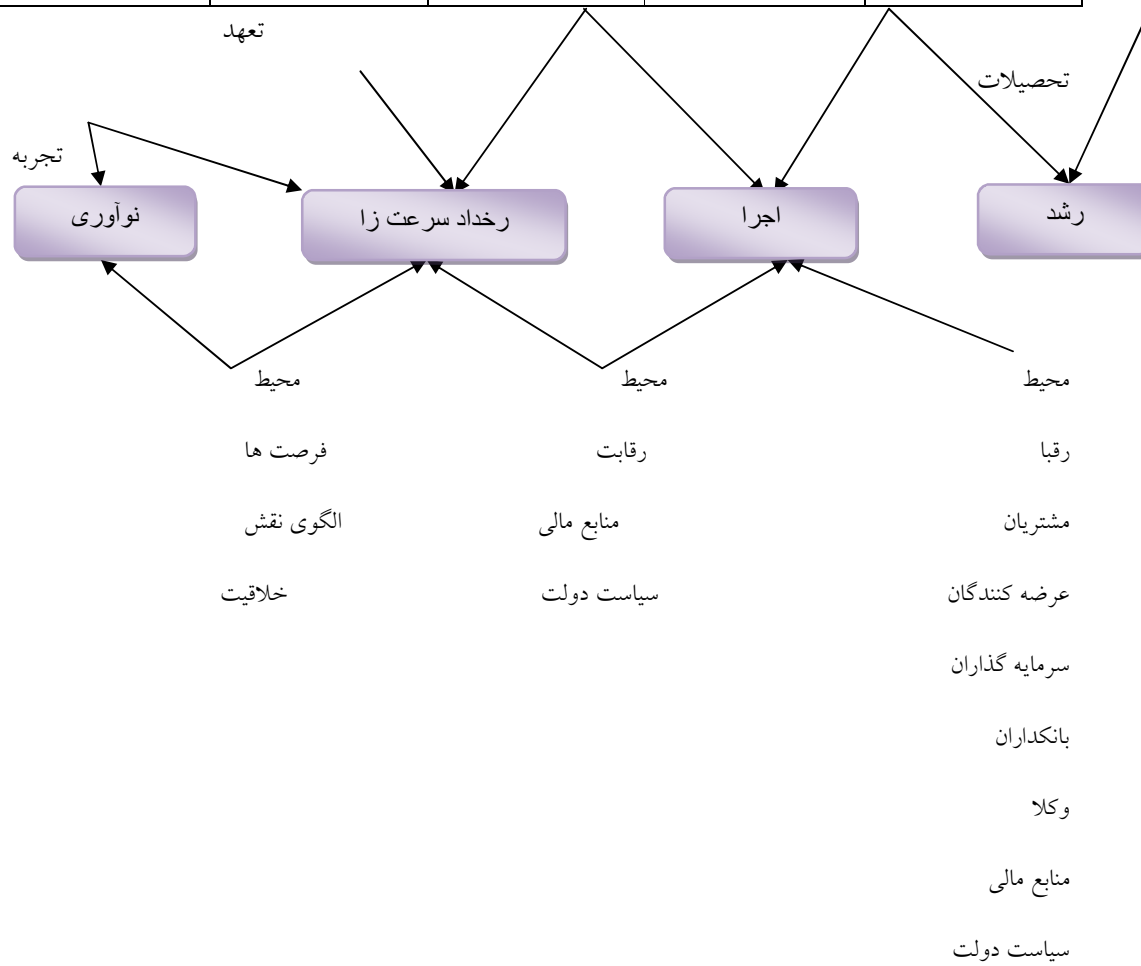 تعهد
تحصیلات
تجربه
رشد
اجرا
رخداد سرعت زا
نوآوری
محیط
محیط
محیط
رقبا
رقابت
فرصت ها
مشتریان
منابع مالی
الگوی نقش
عرضه کنندگان
سیاست دولت
خلاقیت
سرمایه گذاران
بانکداران
وکلا
منابع مالی
سیاست دولت